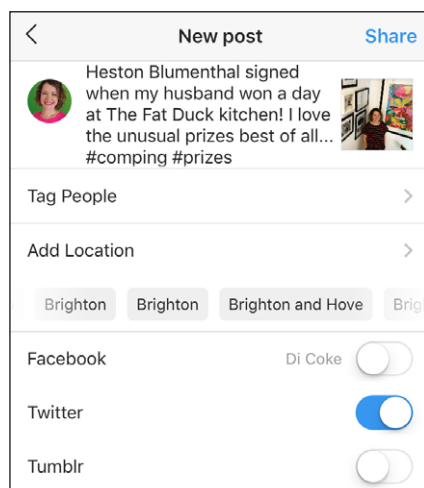 New post Share
Heston Blumenthal signed
when my husband won a day
at The Fat Duck kitchen! I love
the unusual prizes best of all...
#comping #prizes
Tag People
Add Location
Brighton Brighton Brighton and Hove Brig
Facebook Di Coke
Twitter
Tumblr